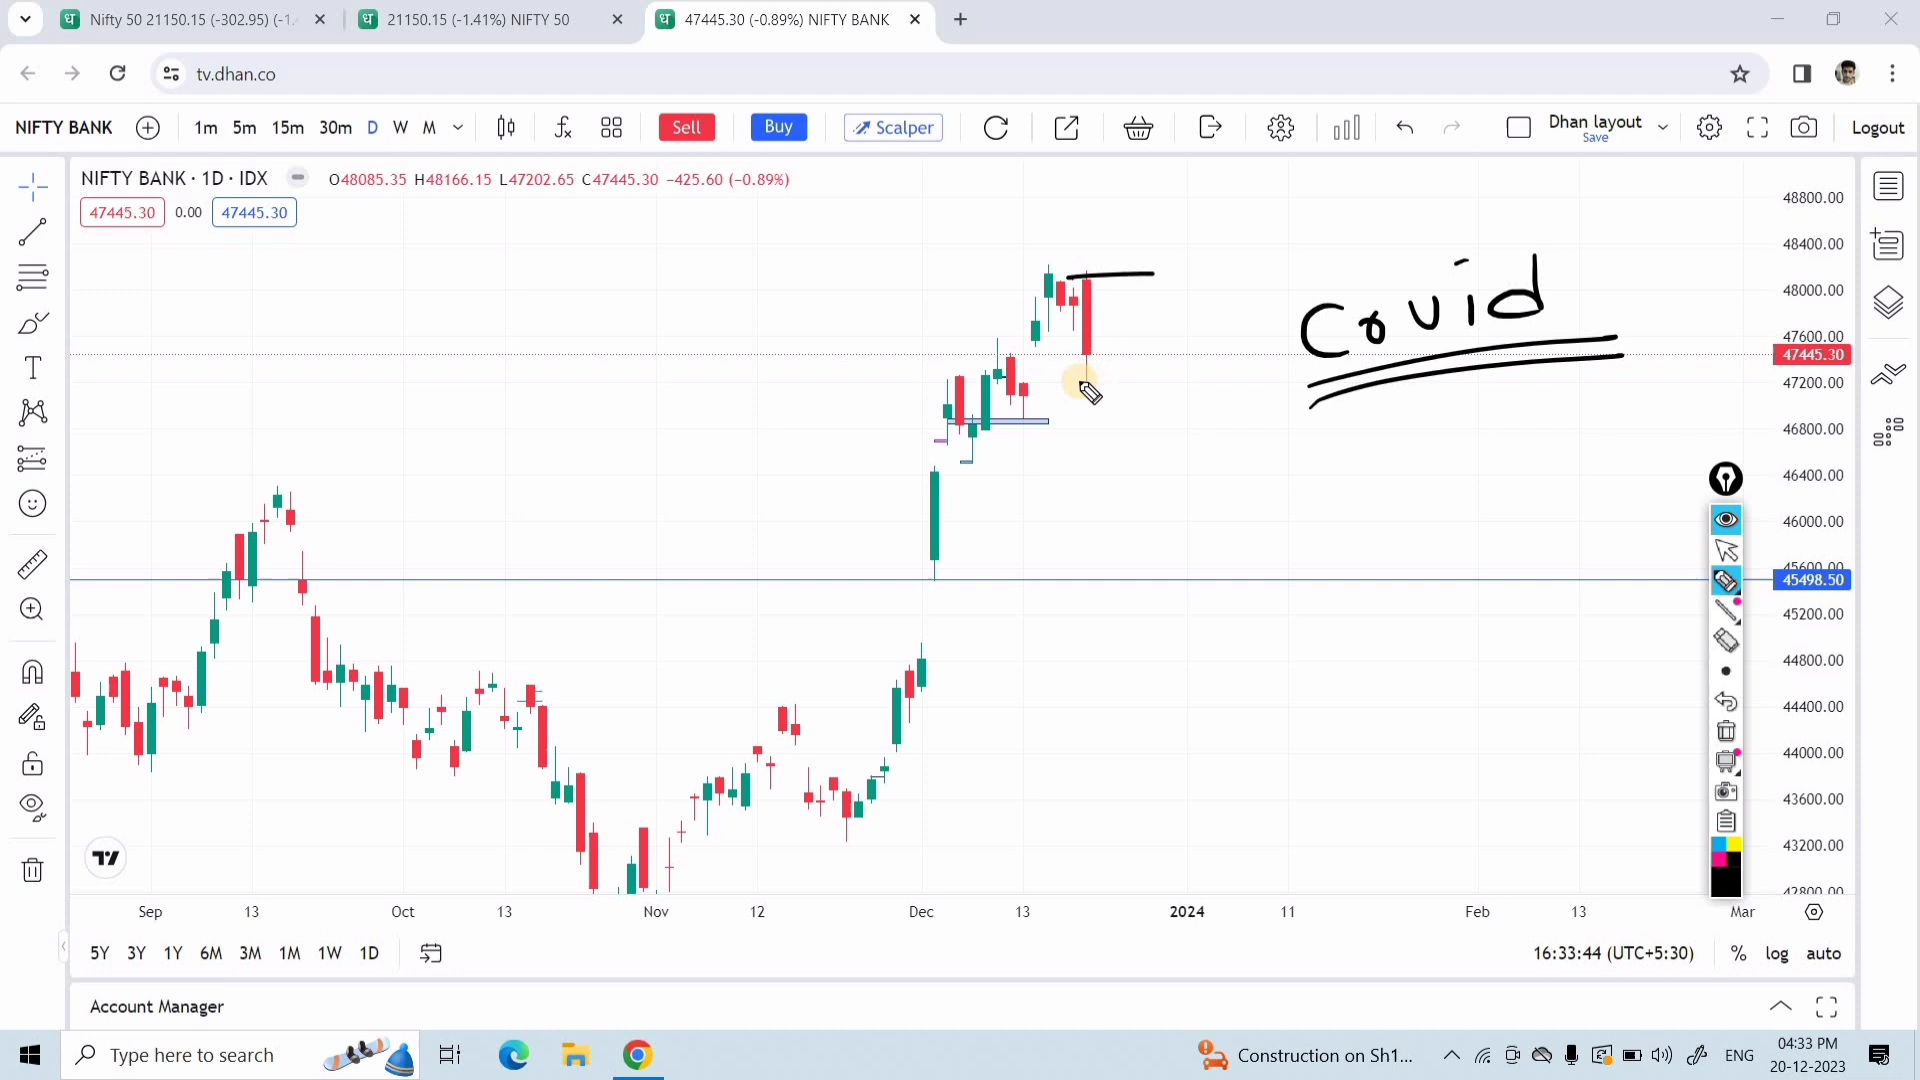 Nifty 50 21150.15 (-302.95) (-1.
21150.15 (-1.41%) NIFTY 50
47445.30 (-0.89%) NIFTY BANK
tv.dhan.co
NIFTY BANK 1m 5m 15m 30m D W M Sell Buy Scalper Dhan layout Logout
Save
NIFTY BANK · 1D · IDX O48085.35 H48166.15 L47202.65 C47445.30 −425.60 (−0.89%)
47445.30 0.00 47445.30
Covid
48800.00
48400.00
48000.00
47600.00
47445.30
47200.00
46800.00
46400.00
46000.00
45600.00
45498.50
45200.00
44800.00
44400.00
44000.00
43600.00
43200.00
42800.00
Sep 13 Oct 13 Nov 12 Dec 13 2024 11 Feb 13 Mar
5Y 3Y 1Y 6M 3M 1M 1W 1D 16:33:44 (UTC+5:30) % log auto
Account Manager
Type here to search Construction on Sh1... ENG 04:33 PM
20-12-2023